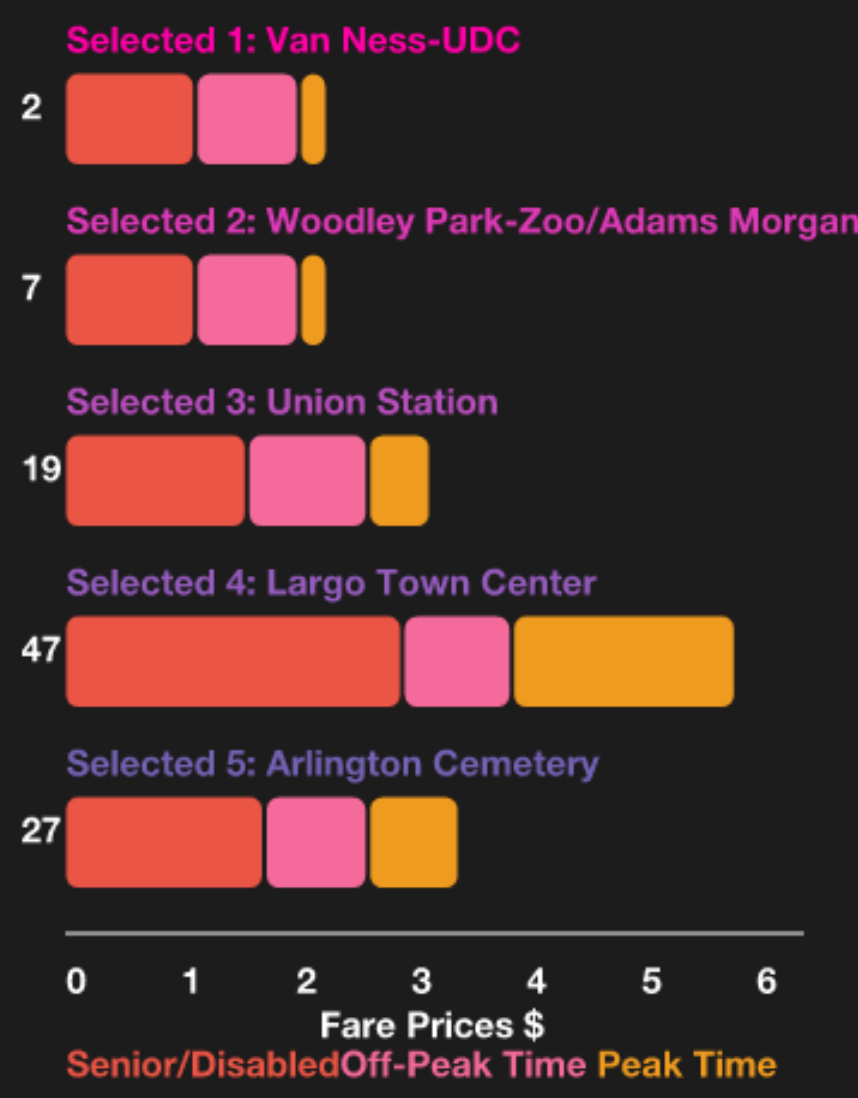 Selected 1: Van Ness-UDC
2
Selected 2: Woodley Park-Zoo/Adams Morgan
7
Selected 3: Union Station
19
Selected 4: Largo Town Center
47
Selected 5: Arlington Cemetery
27
0 1 2 3 4 5 6
Fare Prices $
Senior/DisabledOff-Peak Time Peak Time